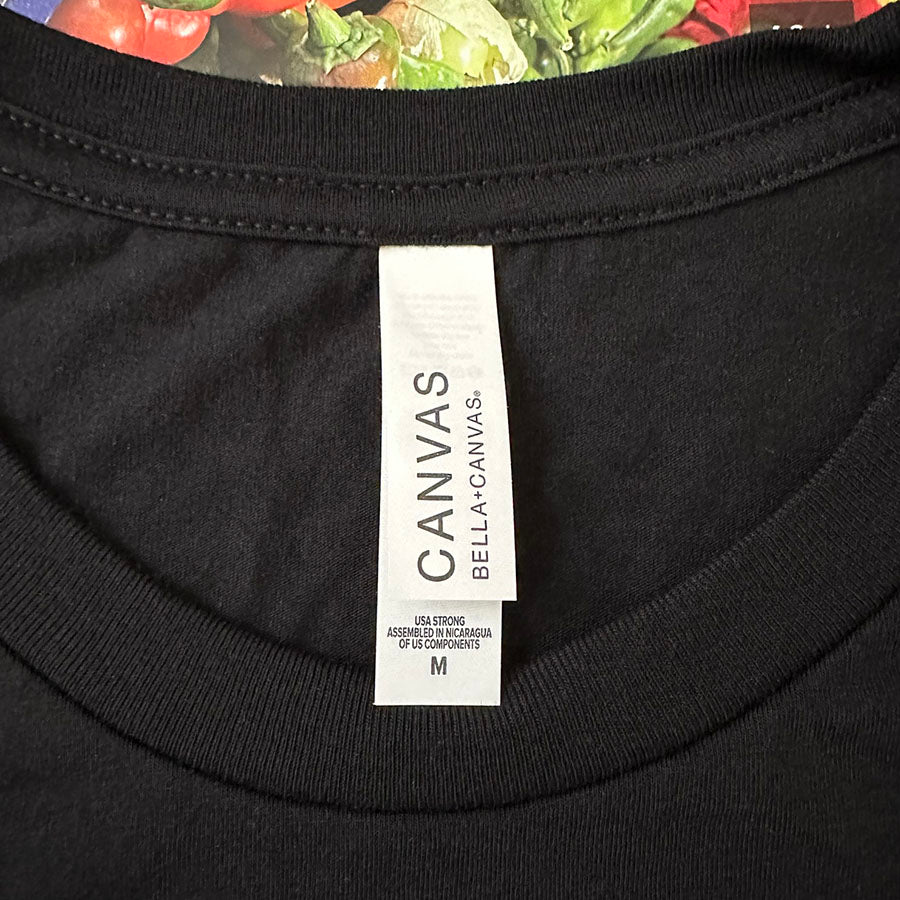 CANVAS
BELLA+CANVAS®
USA STRONG
ASSEMBLED IN NICARAGUA
OF US COMPONENTS
M